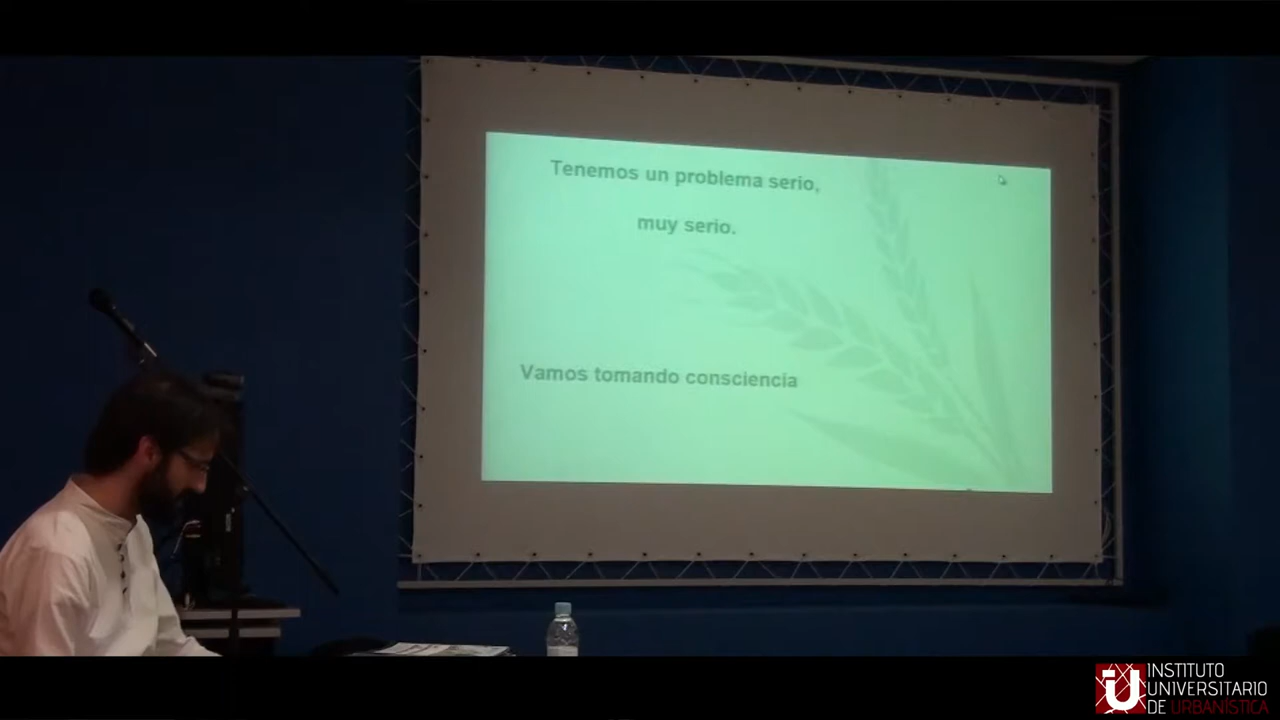 Tenemos un problema serio,
muy serio.
Vamos tomando consciencia
INSTITUTO
UNIVERSITARIO
DE URBANÍSTICA